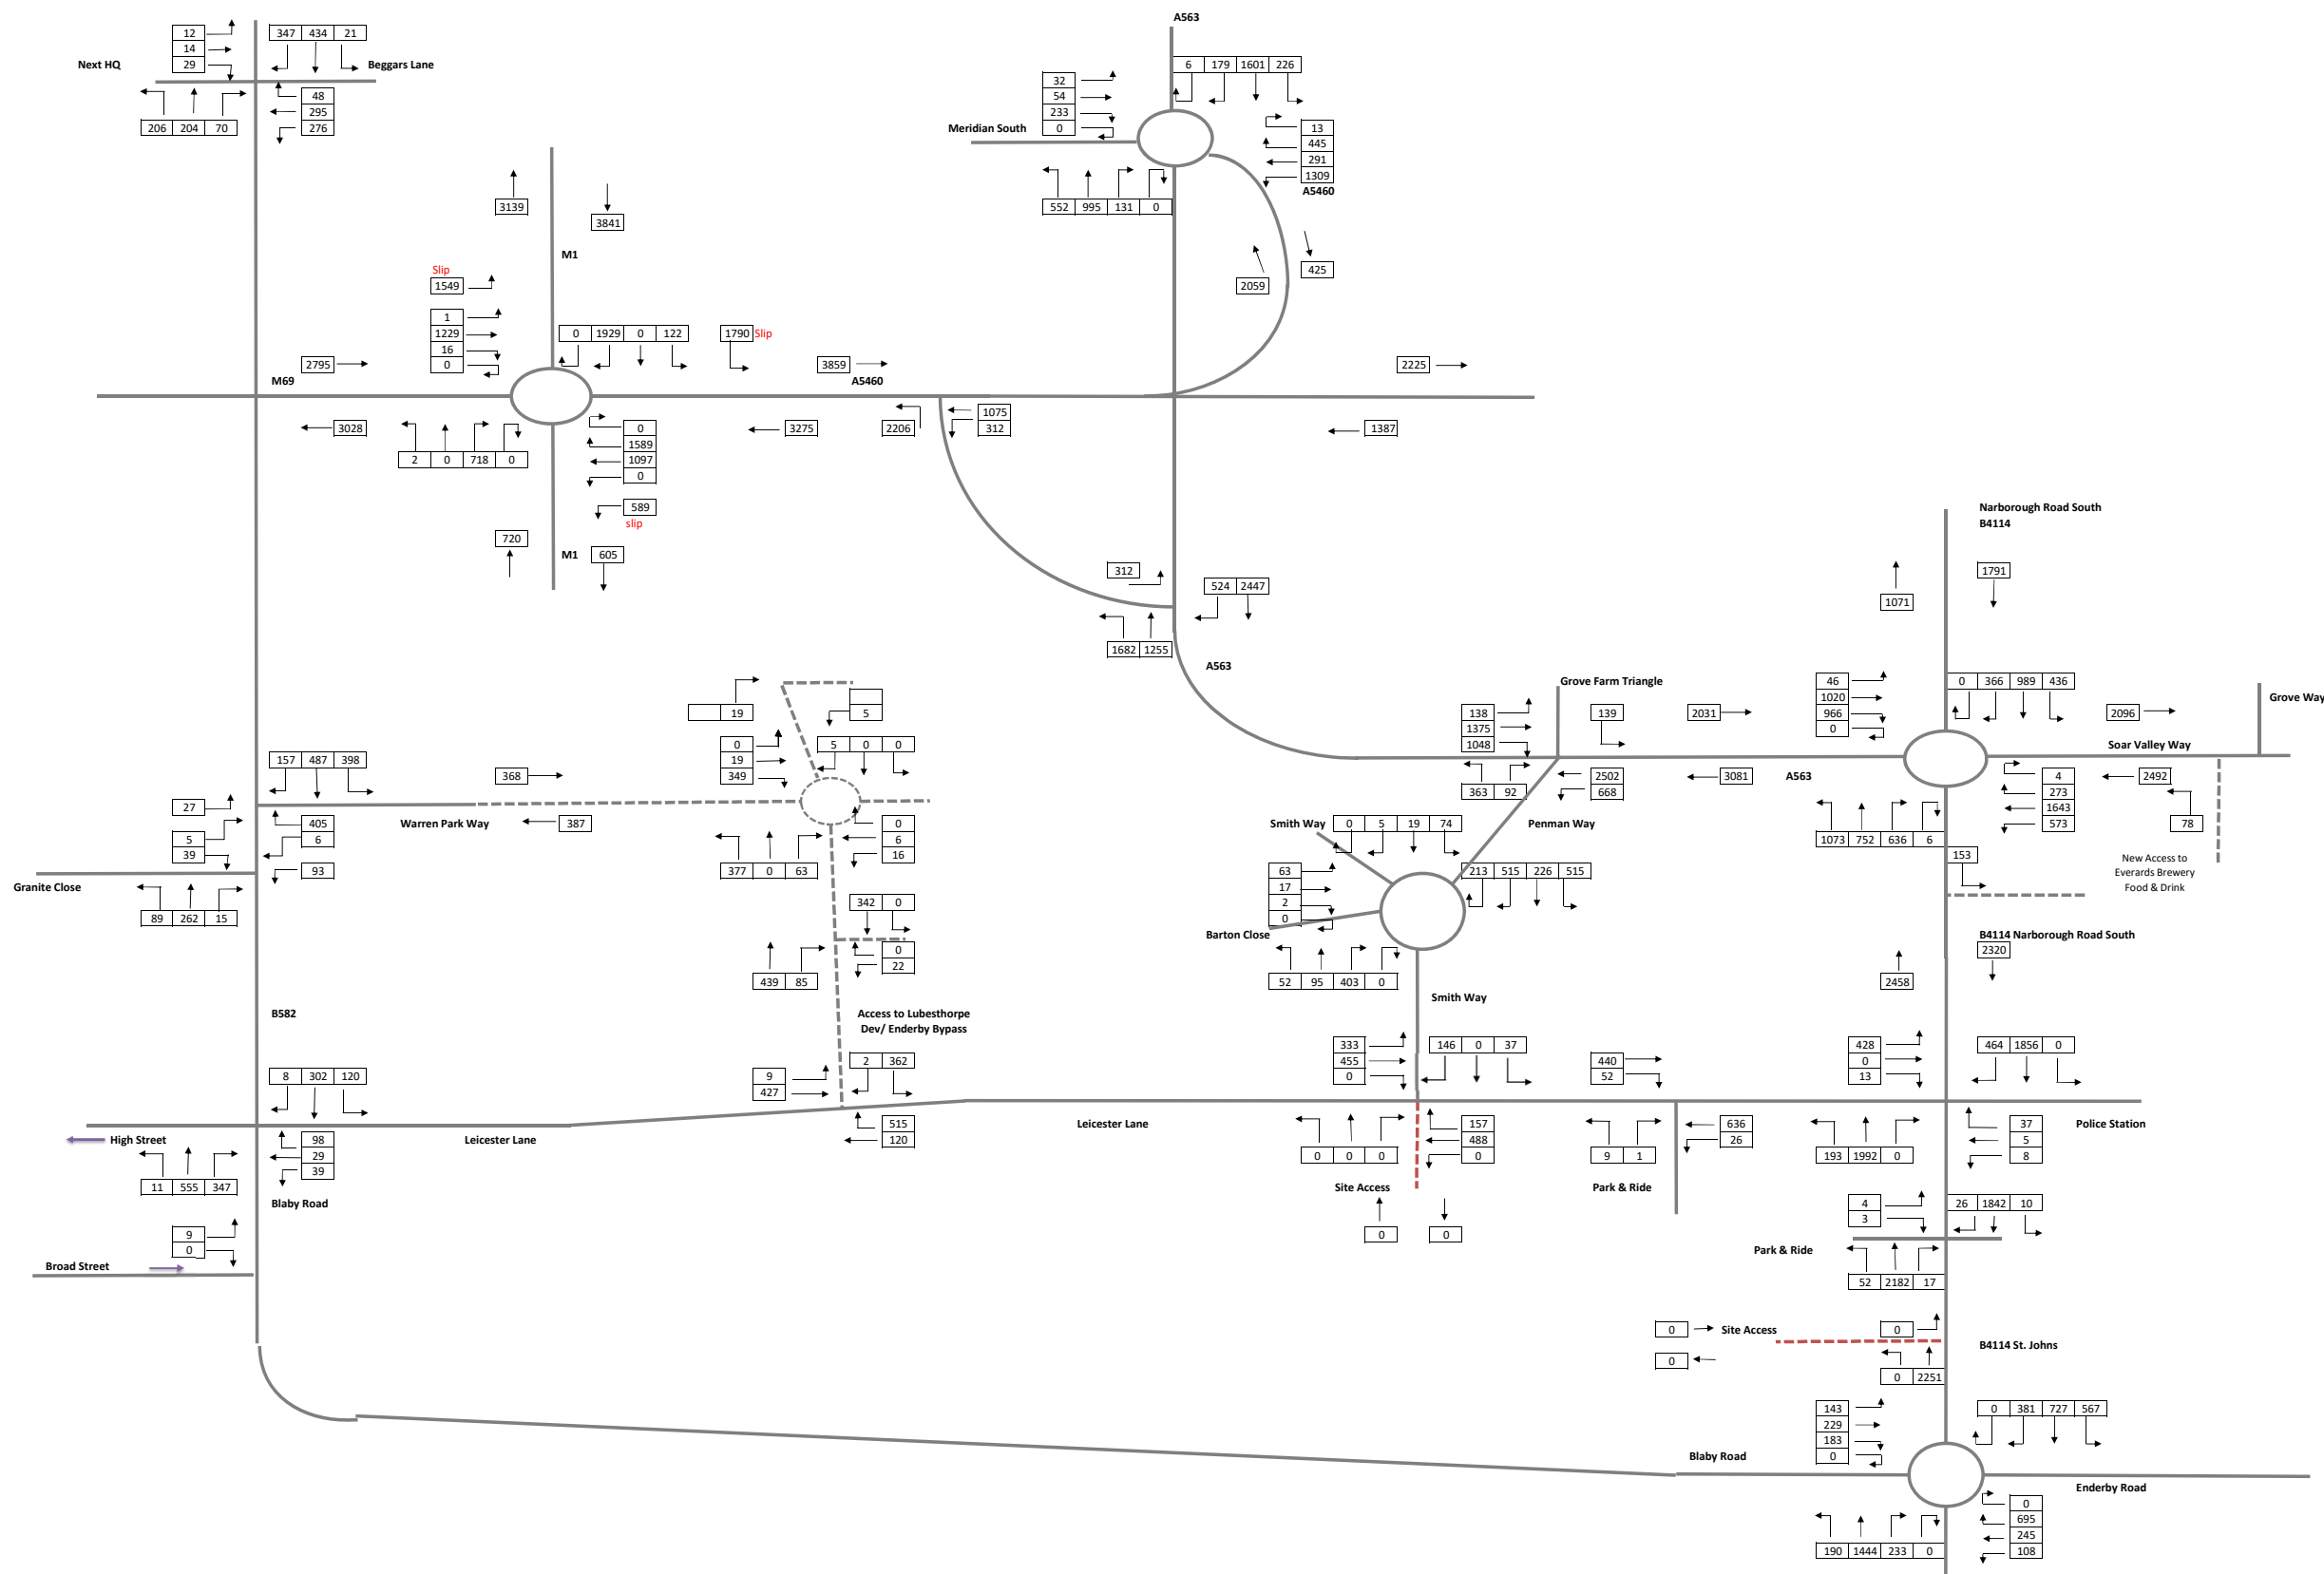 A563
12
14
29
347 434 21
Next HQ
Beggars Lane
206 204 70
48
295
276
6 179 1601 226
32
54
233
0
Meridian South
13
445
291
1309
A5460
552 995 131 0
3139
3841
M1
2059
425
Slip
1549
1
1229
16
0
0 1929 0 122
1790 Slip
2795
3859
2225
M69
A5460
3028
2 0 718 0
0
1589
1097
0
589
slip
3275
2206
1075
312
1387
720
M1
605
Narborough Road South
B4114
1071
1791
312
524 2447
1682 1255
A563
Grove Farm Triangle
19
5
0
19
349
5 0 0
138
1375
1048
139
2031
46
1020
966
0
0 366 989 436
2096
Grove Way
Soar Valley Way
157 487 398
368
363 92
2502
668
3081
A563
4
273
1643
573
2492
78
27
5
39
405
6
93
Warren Park Way
387
0
6
16
377 0 63
Smith Way
0 5 19 74
Penman Way
1073 752 636 6
153
New Access to
Everards Brewery
Food & Drink
Granite Close
89 262 15
342 0
63
17
2
0
213 515 226 515
Barton Close
B4114 Narborough Road South
2320
0
22
439 85
52 95 403 0
2458
Smith Way
B582
Access to Lubesthorpe
Dev/ Enderby Bypass
8 302 120
9
427
2 362
333
455
0
146 0 37
440
52
428
0
13
464 1856 0
High Street
98
29
39
Leicester Lane
515
120
Leicester Lane
0 0 0
157
488
0
9 1
636
26
193 1992 0
37
5
8
Police Station
11 555 347
Blaby Road
Site Access
Park & Ride
0
0
9
0
Broad Street
4
3
26 1842 10
Park & Ride
52 2182 17
0
Site Access
0
B4114 St. Johns
0
0 2251
143
229
183
0
0 381 727 567
Blaby Road
Enderby Road
0
695
245
108
190 1444 233 0